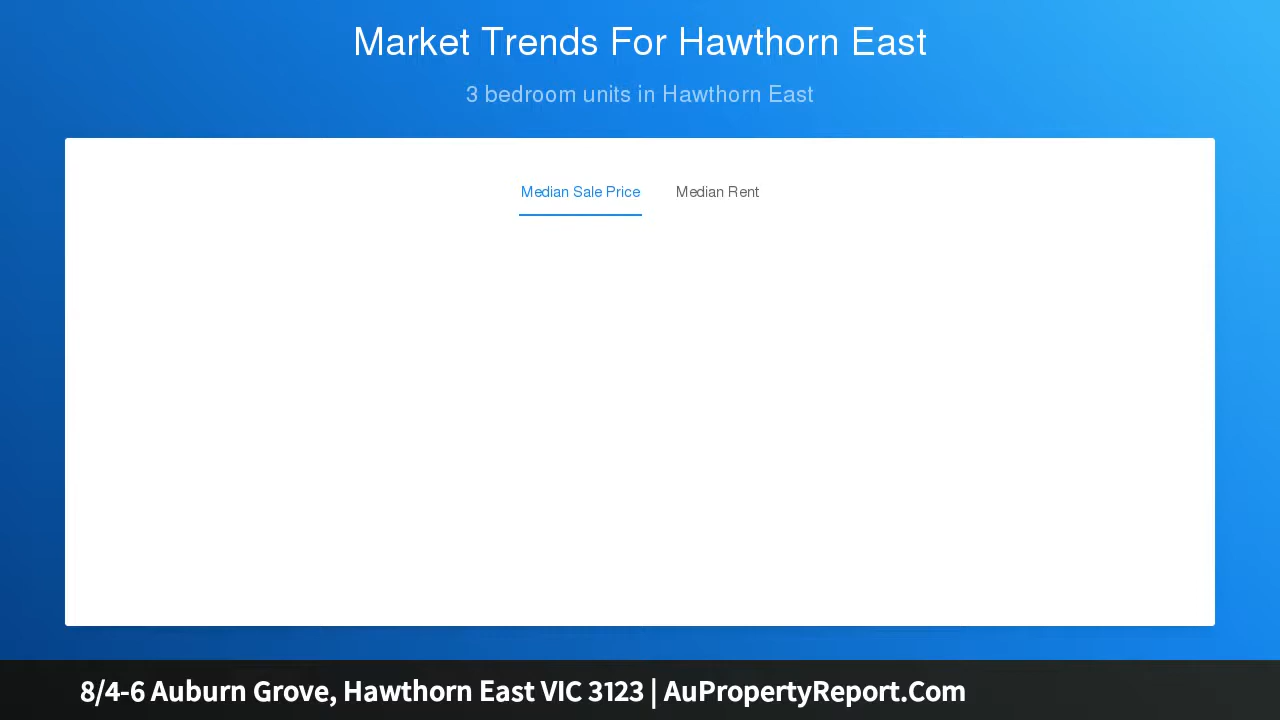 Market Trends For Hawthorn East
3 bedroom units in Hawthorn East
Median Sale Price Median Rent
8/4-6 Auburn Grove, Hawthorn East VIC 3123 | AuPropertyReport.Com